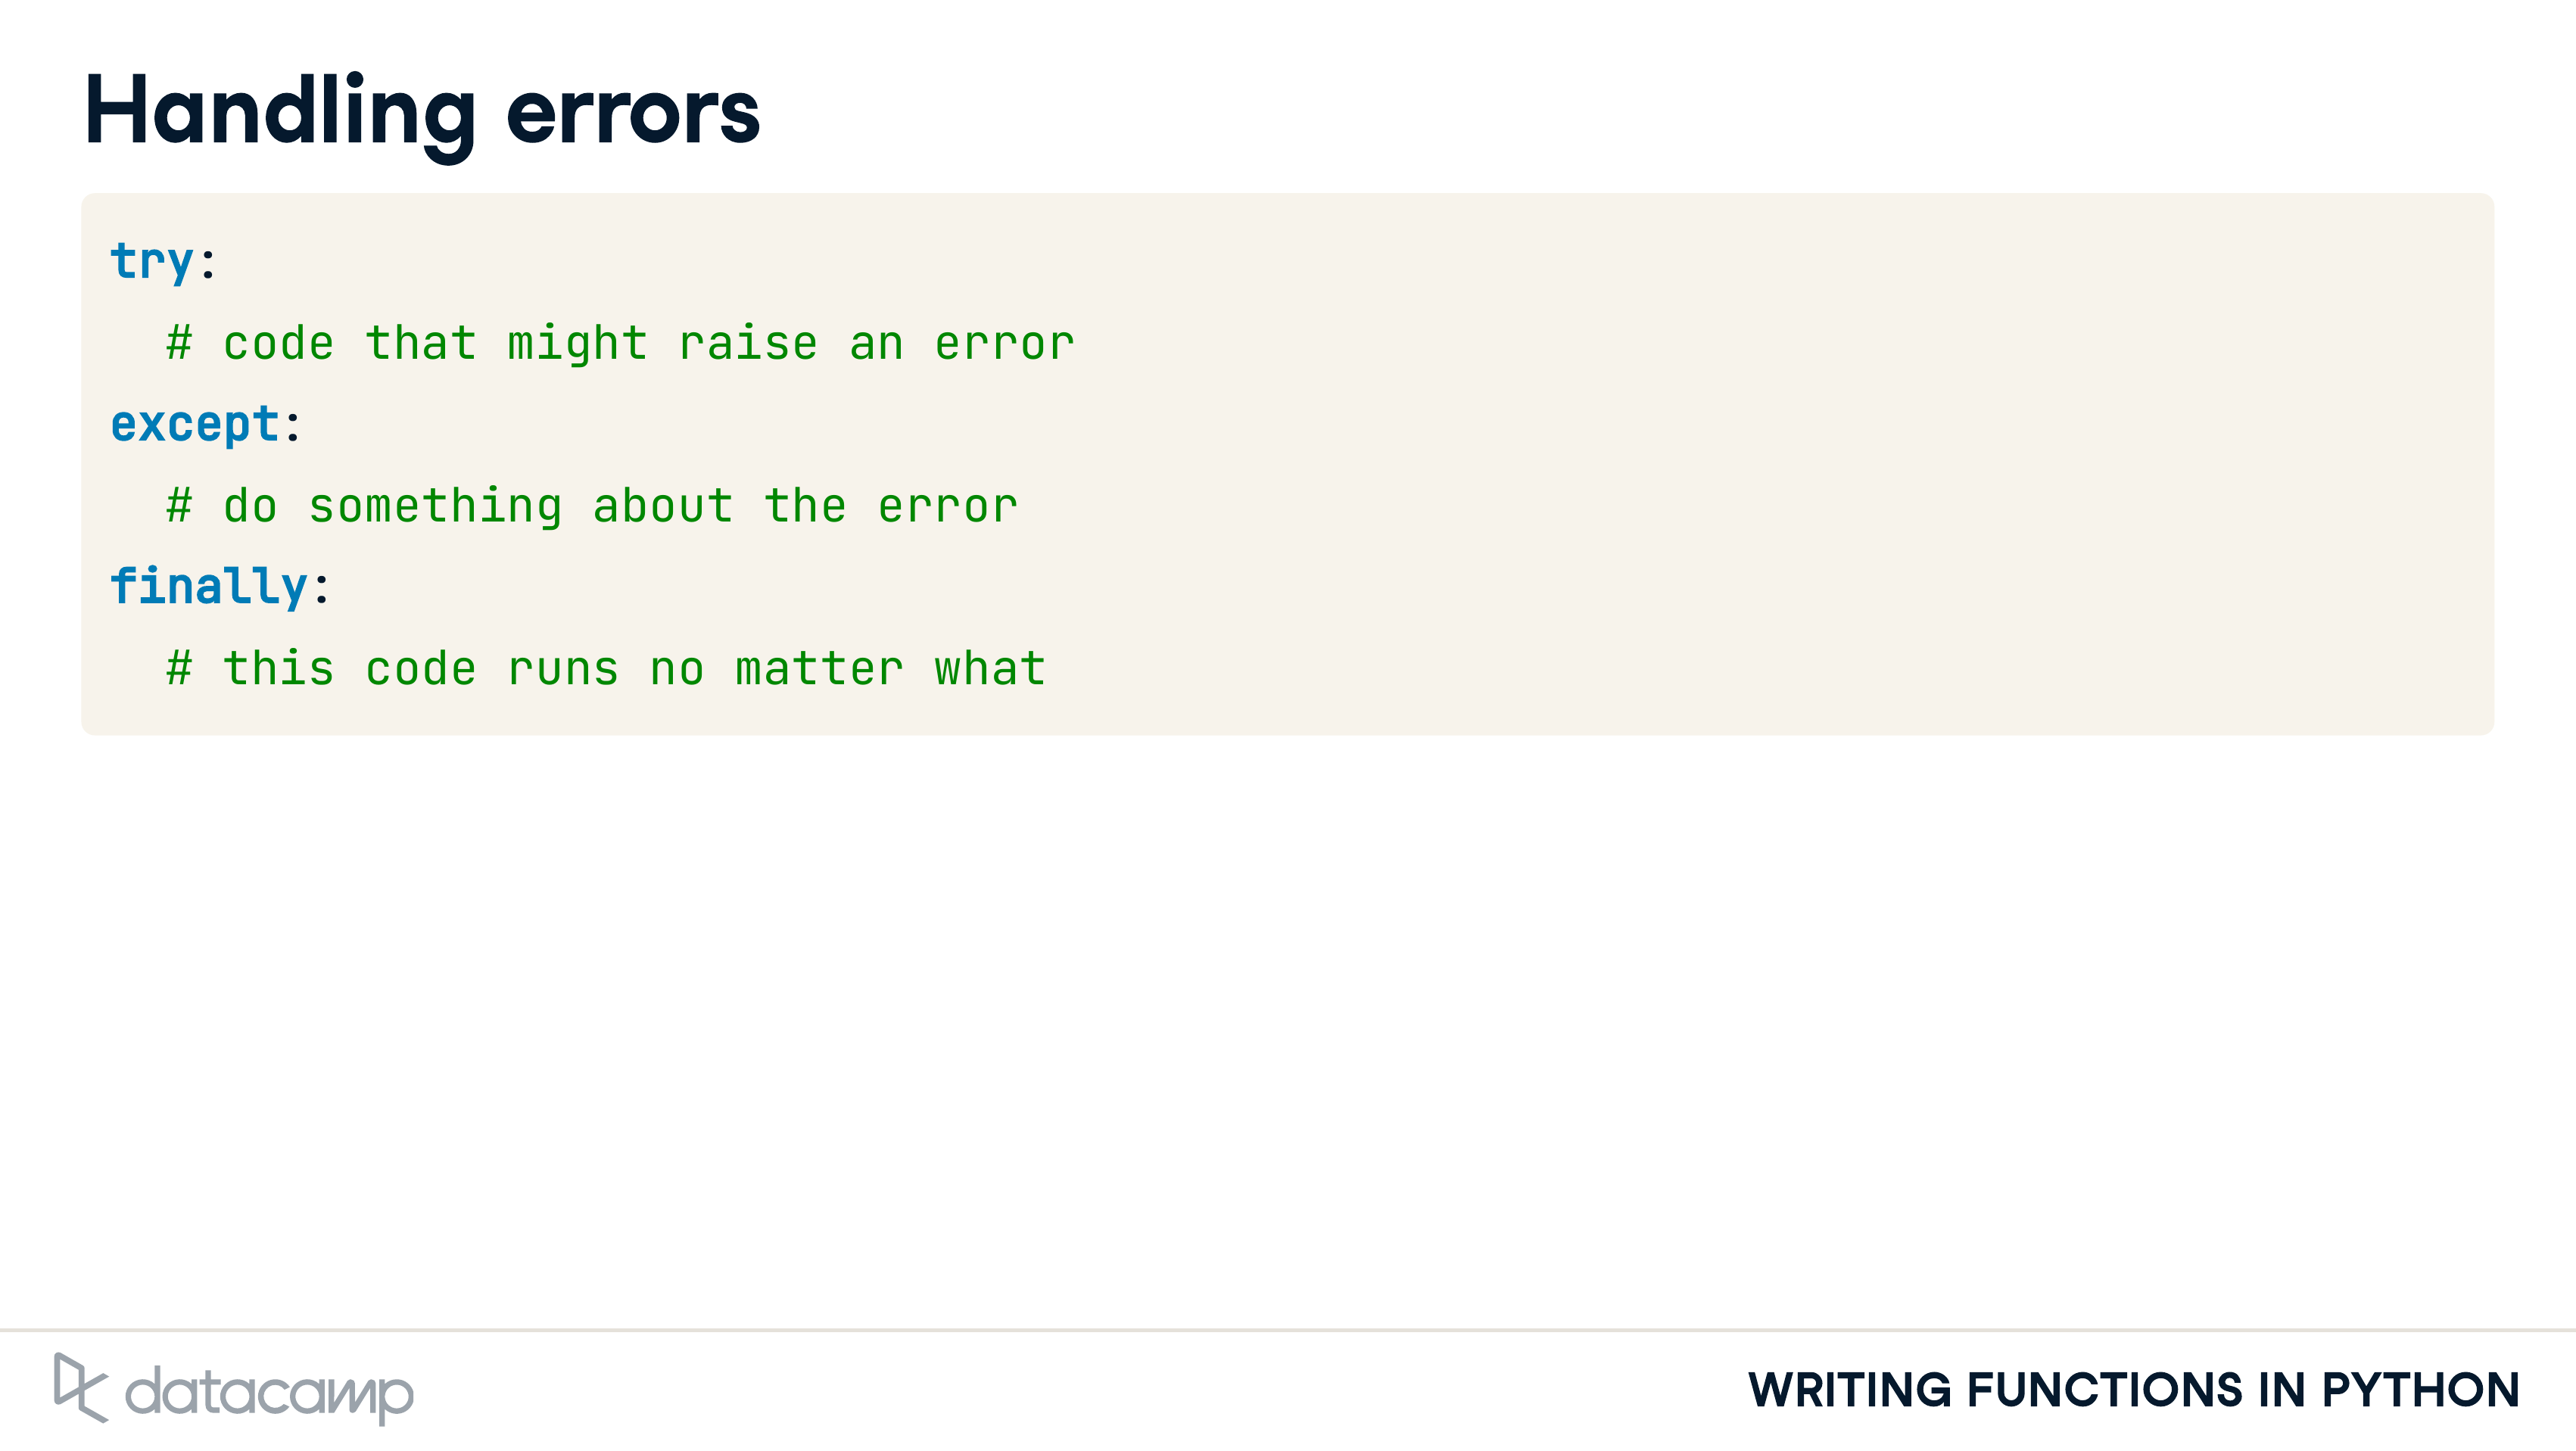 Handling errors
try:
  # code that might raise an error
except:
  # do something about the error
finally:
  # this code runs no matter what
datacamp
WRITING FUNCTIONS IN PYTHON